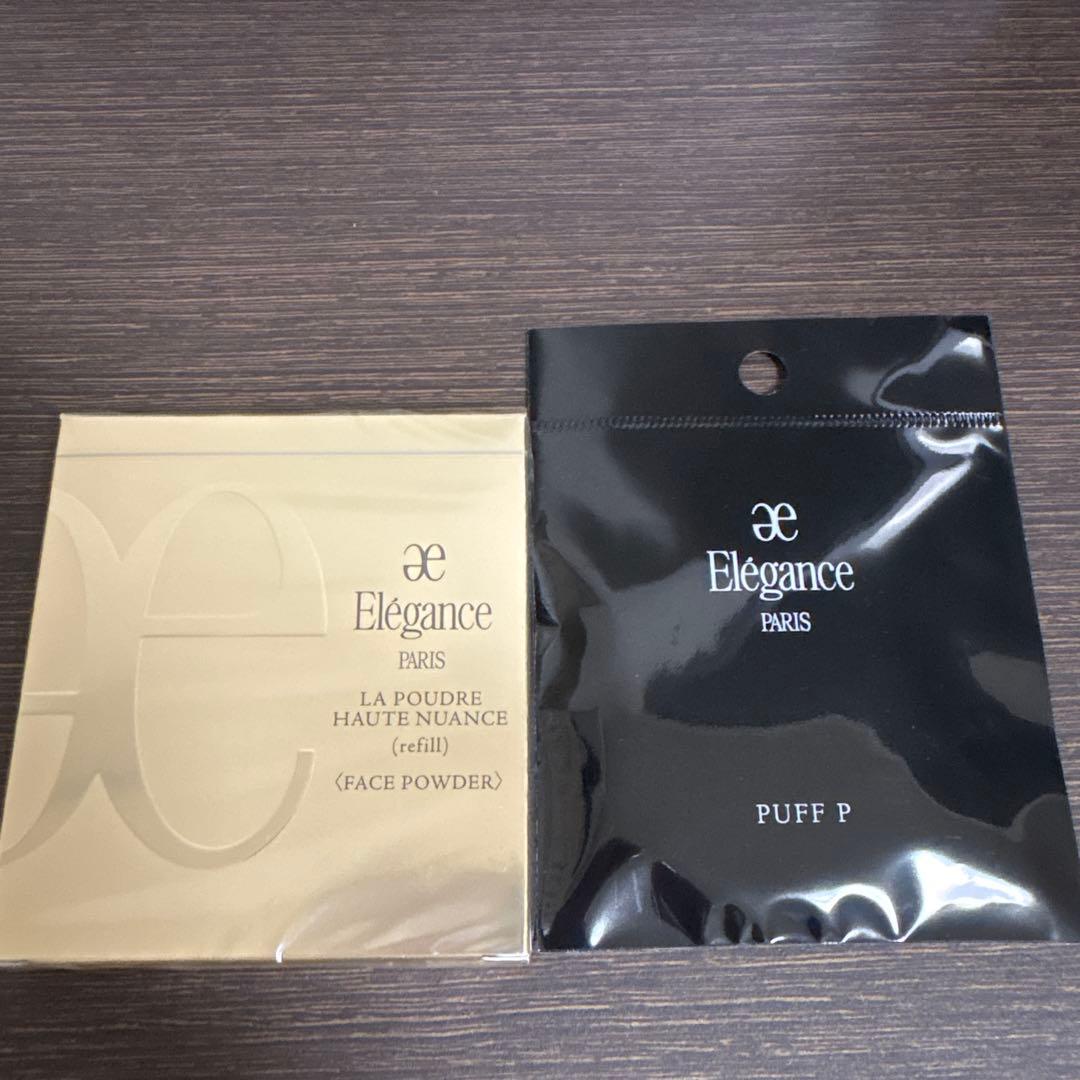 æ
Elégance
PARIS
LA POUDRE
HAUTE NUANCE
(refill)
〈FACE POWDER〉
æ
Elégance
PARIS
PUFF P